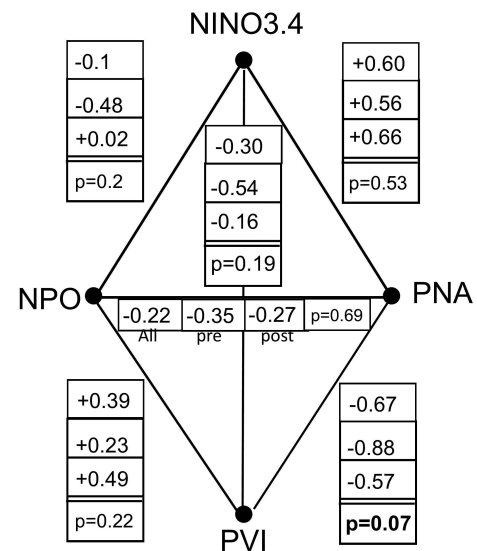 NINO3.4
-0.1
-0.48
+0.02
p=0.2
+0.60
+0.56
+0.66
p=0.53
-0.30
-0.54
-0.16
p=0.19
NPO
PNA
-0.22 -0.35 -0.27 p=0.69
All pre post
+0.39
+0.23
+0.49
p=0.22
-0.67
-0.88
-0.57
p=0.07
PVI